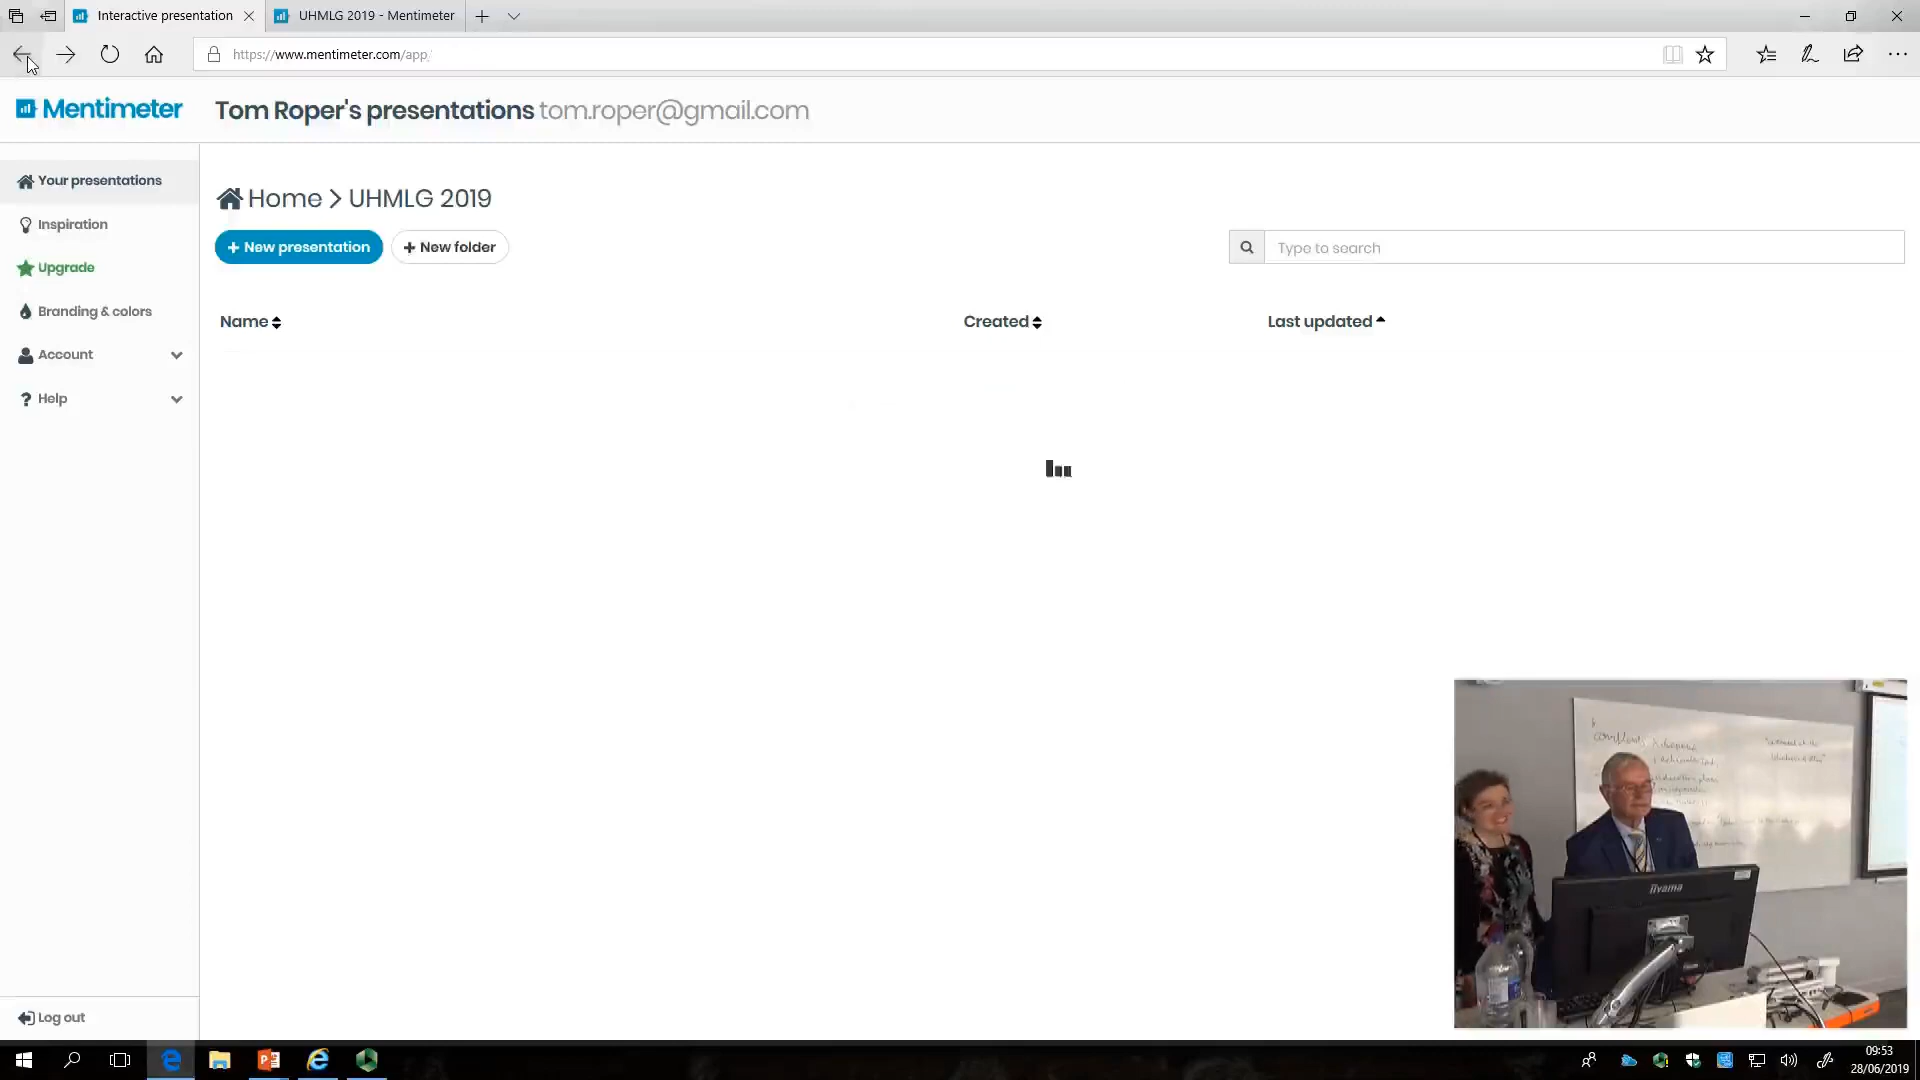 Interactive presentation
UHMLG 2019 - Mentimeter
https://www.mentimeter.com/app/
Mentimeter
Tom Roper's presentations tom.roper@gmail.com
Your presentations
Inspiration
Upgrade
Branding & colors
Account
Help
Home > UHMLG 2019
+ New presentation
+ New folder
Type to search
Name
Created
Last updated
iiyama
Log out
09:53
28/06/2019